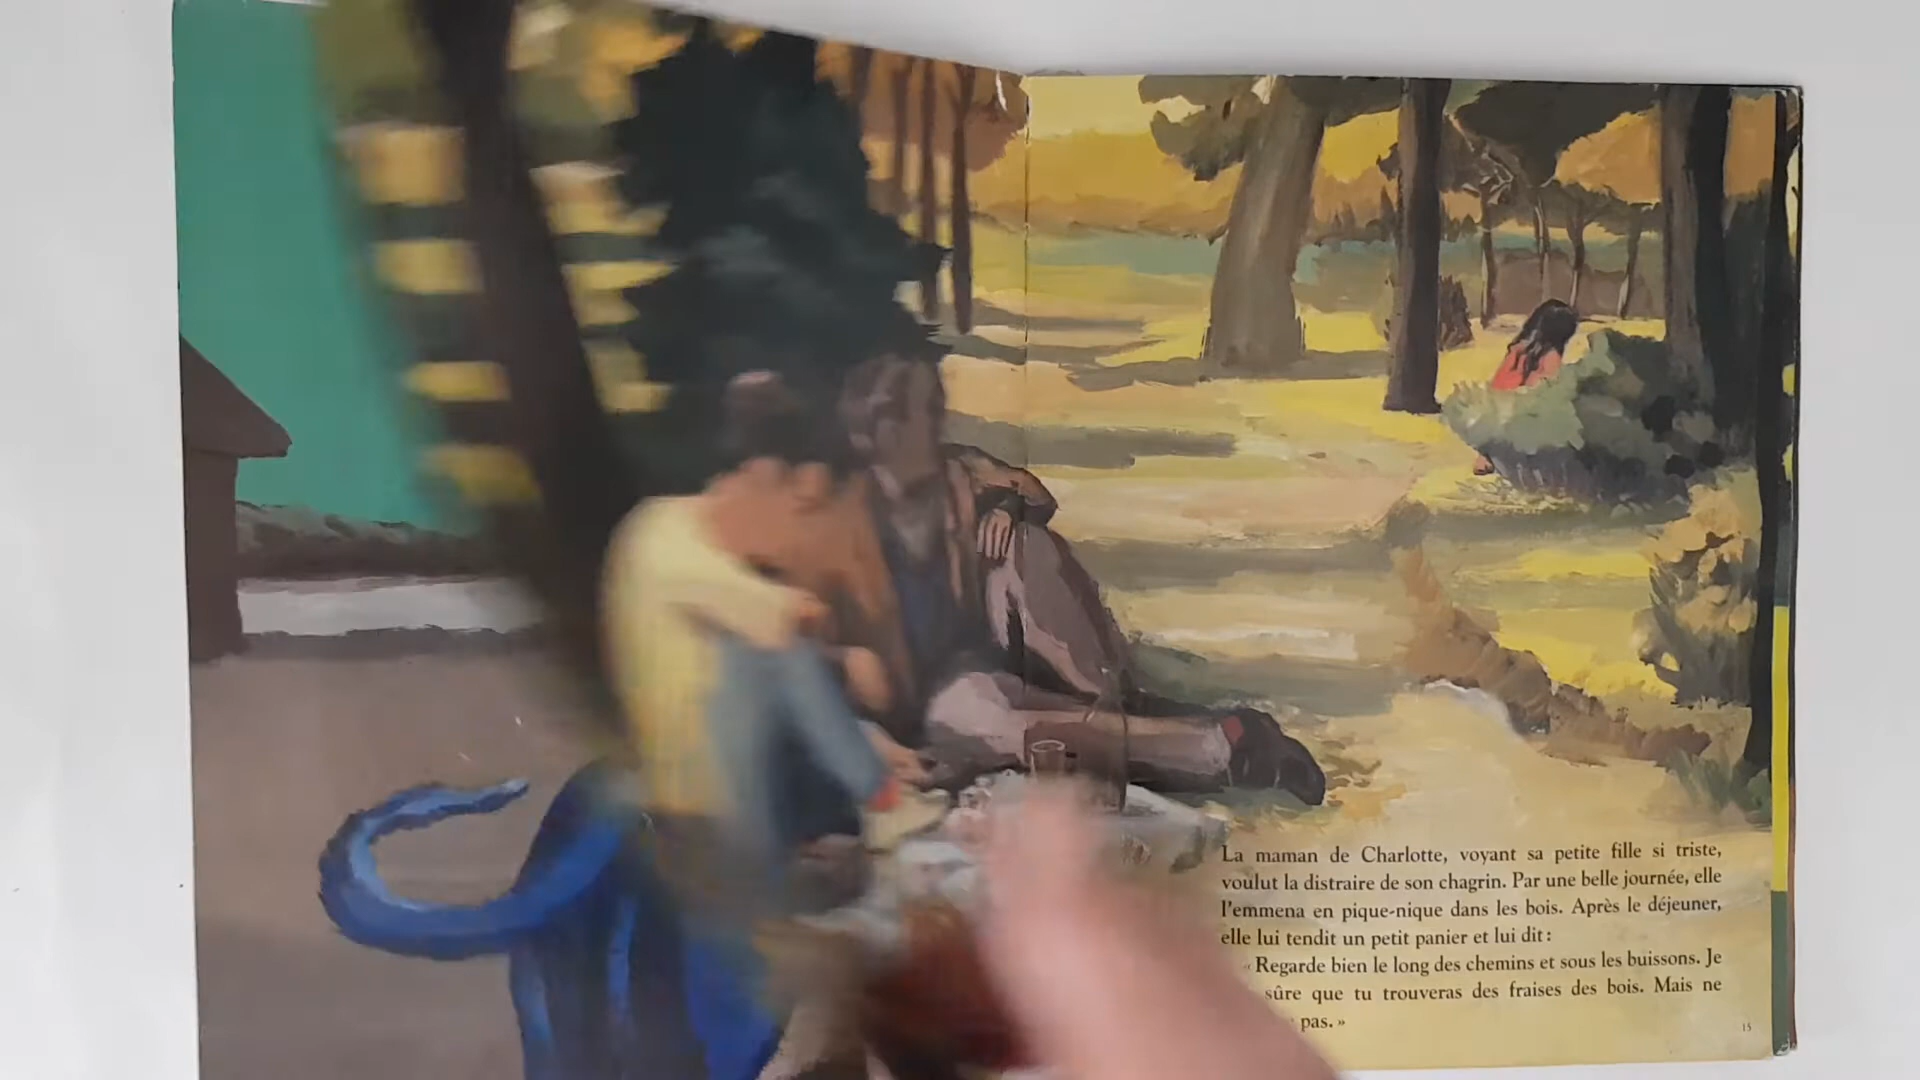 La maman de Charlotte, voyant sa petite fille si triste,
voulut la distraire de son chagrin. Par une belle journée, elle
l'emmena en pique-nique dans les bois. Après le déjeuner,
elle lui tendit un petit panier et lui dit :
« Regarde bien le long des chemins et sous les buissons. Je
sûre que tu trouveras des fraises des bois. Mais ne
pas. »
15